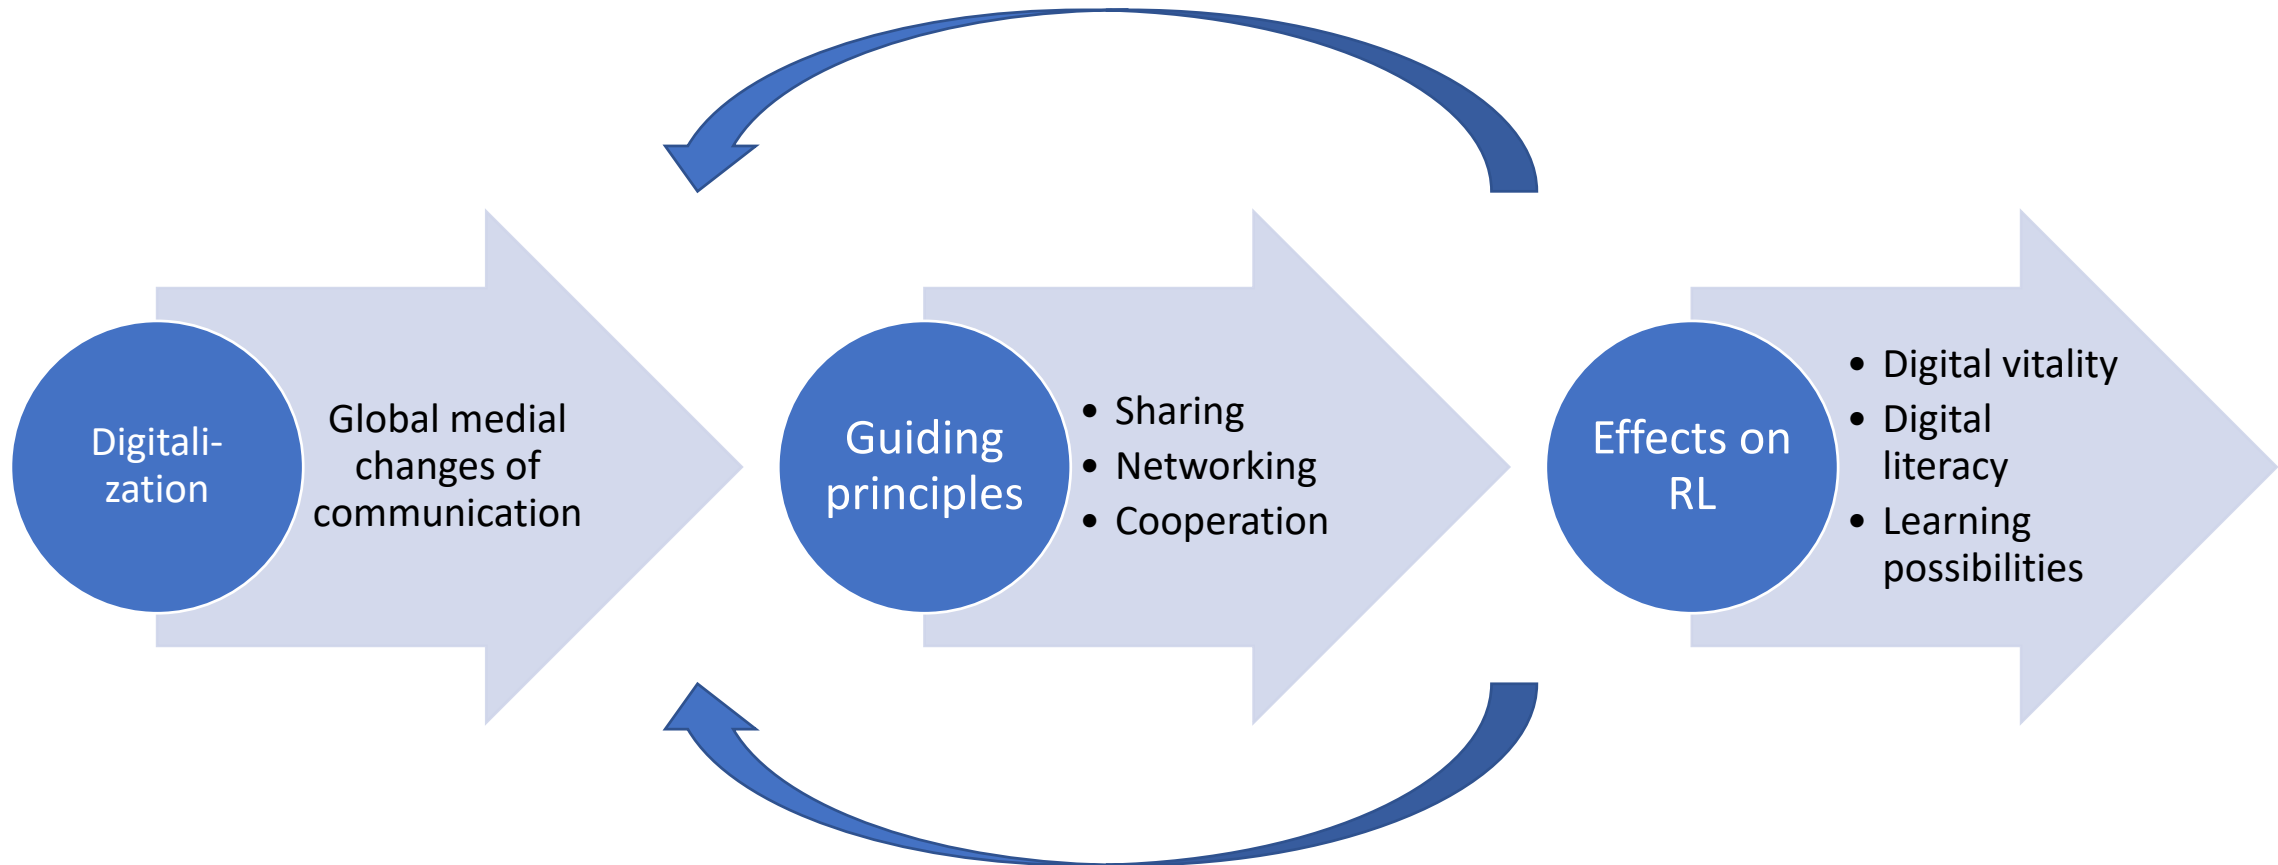 Digitali-
zation
Global medial
changes of
communication
Guiding
principles
• Sharing
• Networking
• Cooperation
Effects on
RL
• Digital vitality
• Digital
literacy
• Learning
possibilities